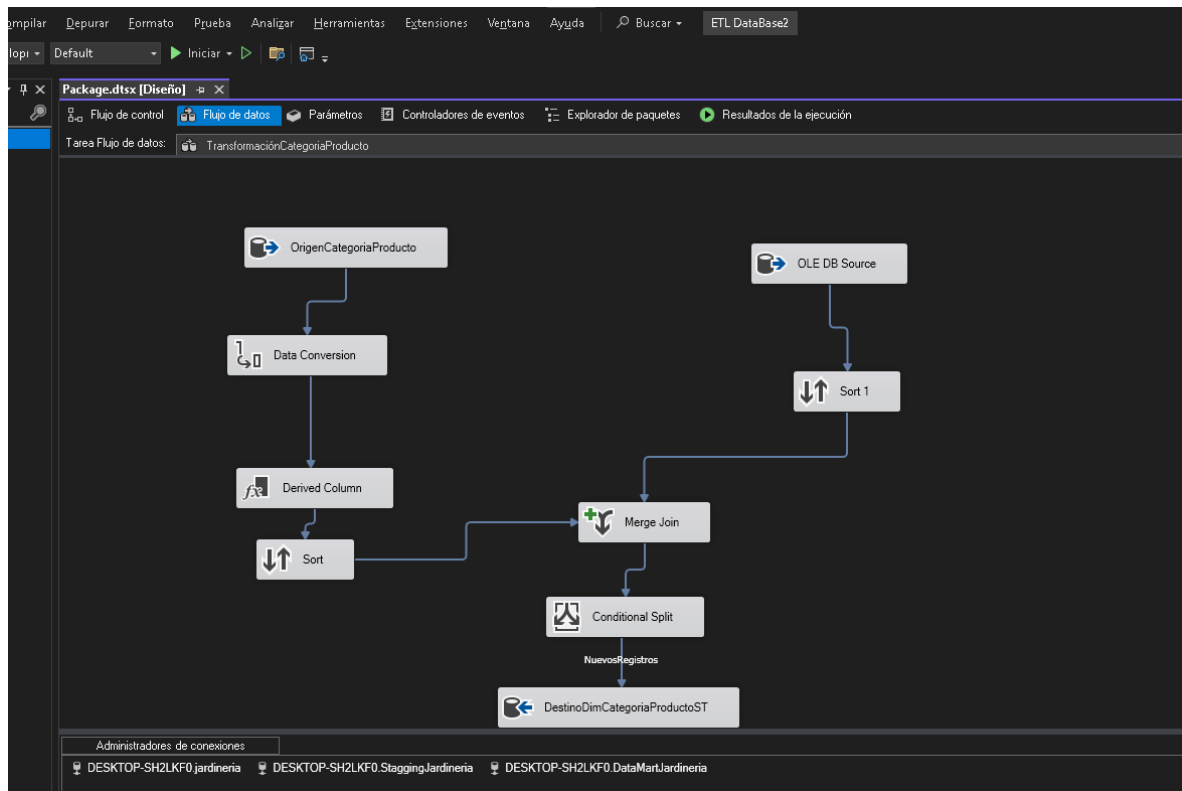 Depurar Formato Prueba Analizar Herramientas Extensiones Ventana Ayuda Buscar ETL DataBase2
Default Iniciar
Package.dtsx [Diseño]
Flujo de control Flujo de datos Parámetros Controladores de eventos Explorador de paquetes Resultados de la ejecución
Tarea Flujo de datos: TransformaciónCategoriaProducto
OrigenCategoriaProducto
OLE DB Source
Data Conversion
Sort 1
Derived Column
Merge Join
Sort
Conditional Split
NuevosRegistros
DestinoDimCategoriaProductoST
Administradores de conexiones
DESKTOP-SH2LKF0.jardineria DESKTOP-SH2LKF0.StaggingJardineria DESKTOP-SH2LKF0.DataMartJardineria